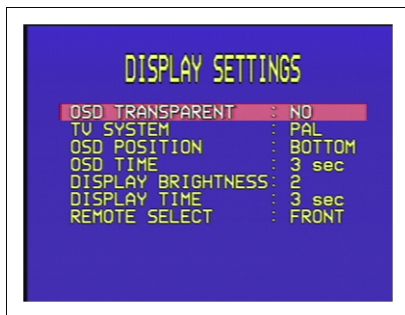 DISPLAY SETTINGS
OSD TRANSPARENT : NO
TV SYSTEM : PAL
OSD POSITION : BOTTOM
OSD TIME : 3 sec
DISPLAY BRIGHTNESS: 2
DISPLAY TIME : 3 sec
REMOTE SELECT : FRONT